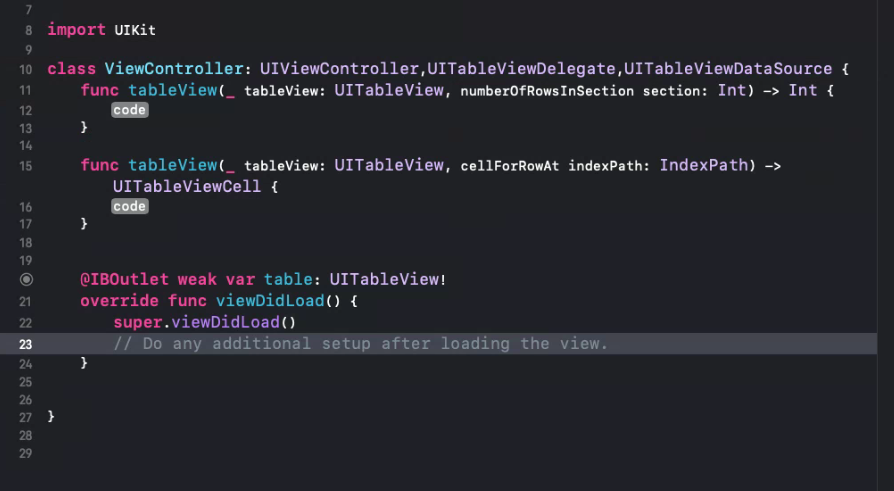 7
8 import UIKit
9
10 class ViewController: UIViewController,UITableViewDelegate,UITableViewDataSource {
11 func tableView(_ tableView: UITableView, numberOfRowsInSection section: Int) -> Int {
12 code
13 }
14
15 func tableView(_ tableView: UITableView, cellForRowAt indexPath: IndexPath) ->
UITableViewCell {
16 code
17 }
18
19
@IBOutlet weak var table: UITableView!
21 override func viewDidLoad() {
22 super.viewDidLoad()
23 // Do any additional setup after loading the view.
24 }
25
26
27 }
28
29